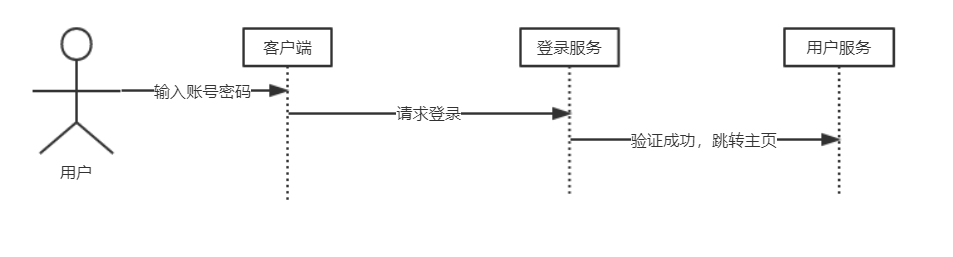 客户端
登录服务
用户服务
输入账号密码
请求登录
验证成功，跳转主页
用户